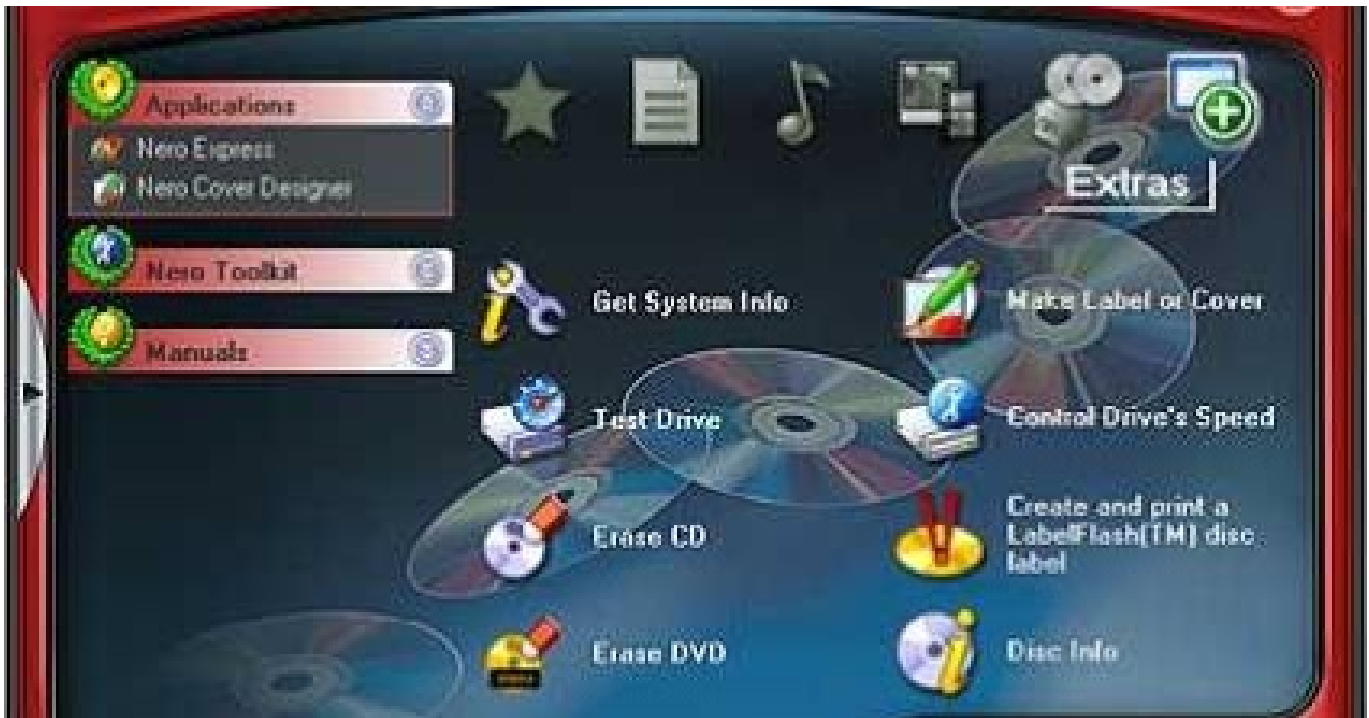 Applications
Nero Express
Nero Cover Designer
Nero Toolkit
Manuals
Extras
Get System Info
Make Label or Cover
Test Drive
Control Drive's Speed
Erase CD
Create and print a
LabelFlash(TM) disc
label
Erase DVD
Disc Info